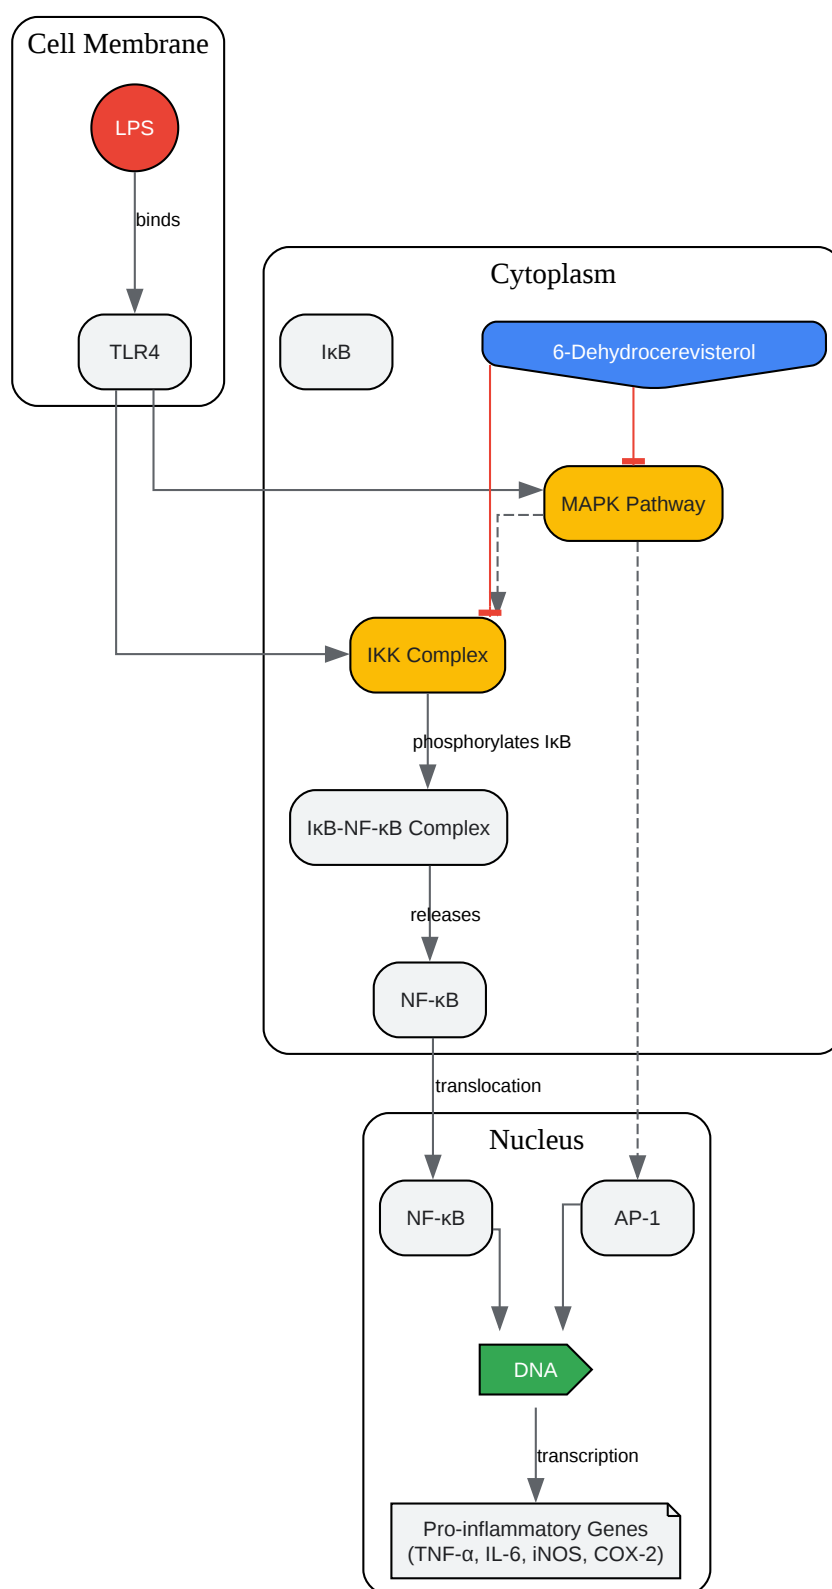 Cell Membrane
LPS
binds
TLR4
Cytoplasm
IκB
6-Dehydrocerevisterol
MAPK Pathway
IKK Complex
phosphorylates IκB
IκB-NF-κB Complex
releases
NF-κB
translocation
Nucleus
NF-κB
AP-1
DNA
transcription
Pro-inflammatory Genes
(TNF-α, IL-6, iNOS, COX-2)